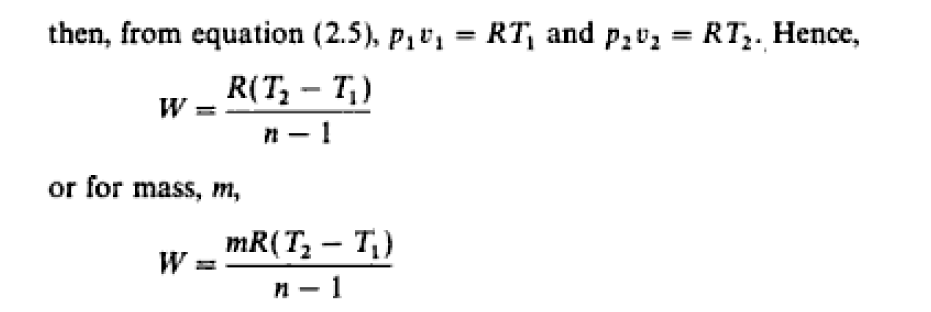 then, from equation (2.5), p₁v₁ = RT₁ and p₂v₂ = RT₂. Hence,
W = R(T₂ − T₁) / n − 1
or for mass, m,
W = mR(T₂ − T₁) / n − 1